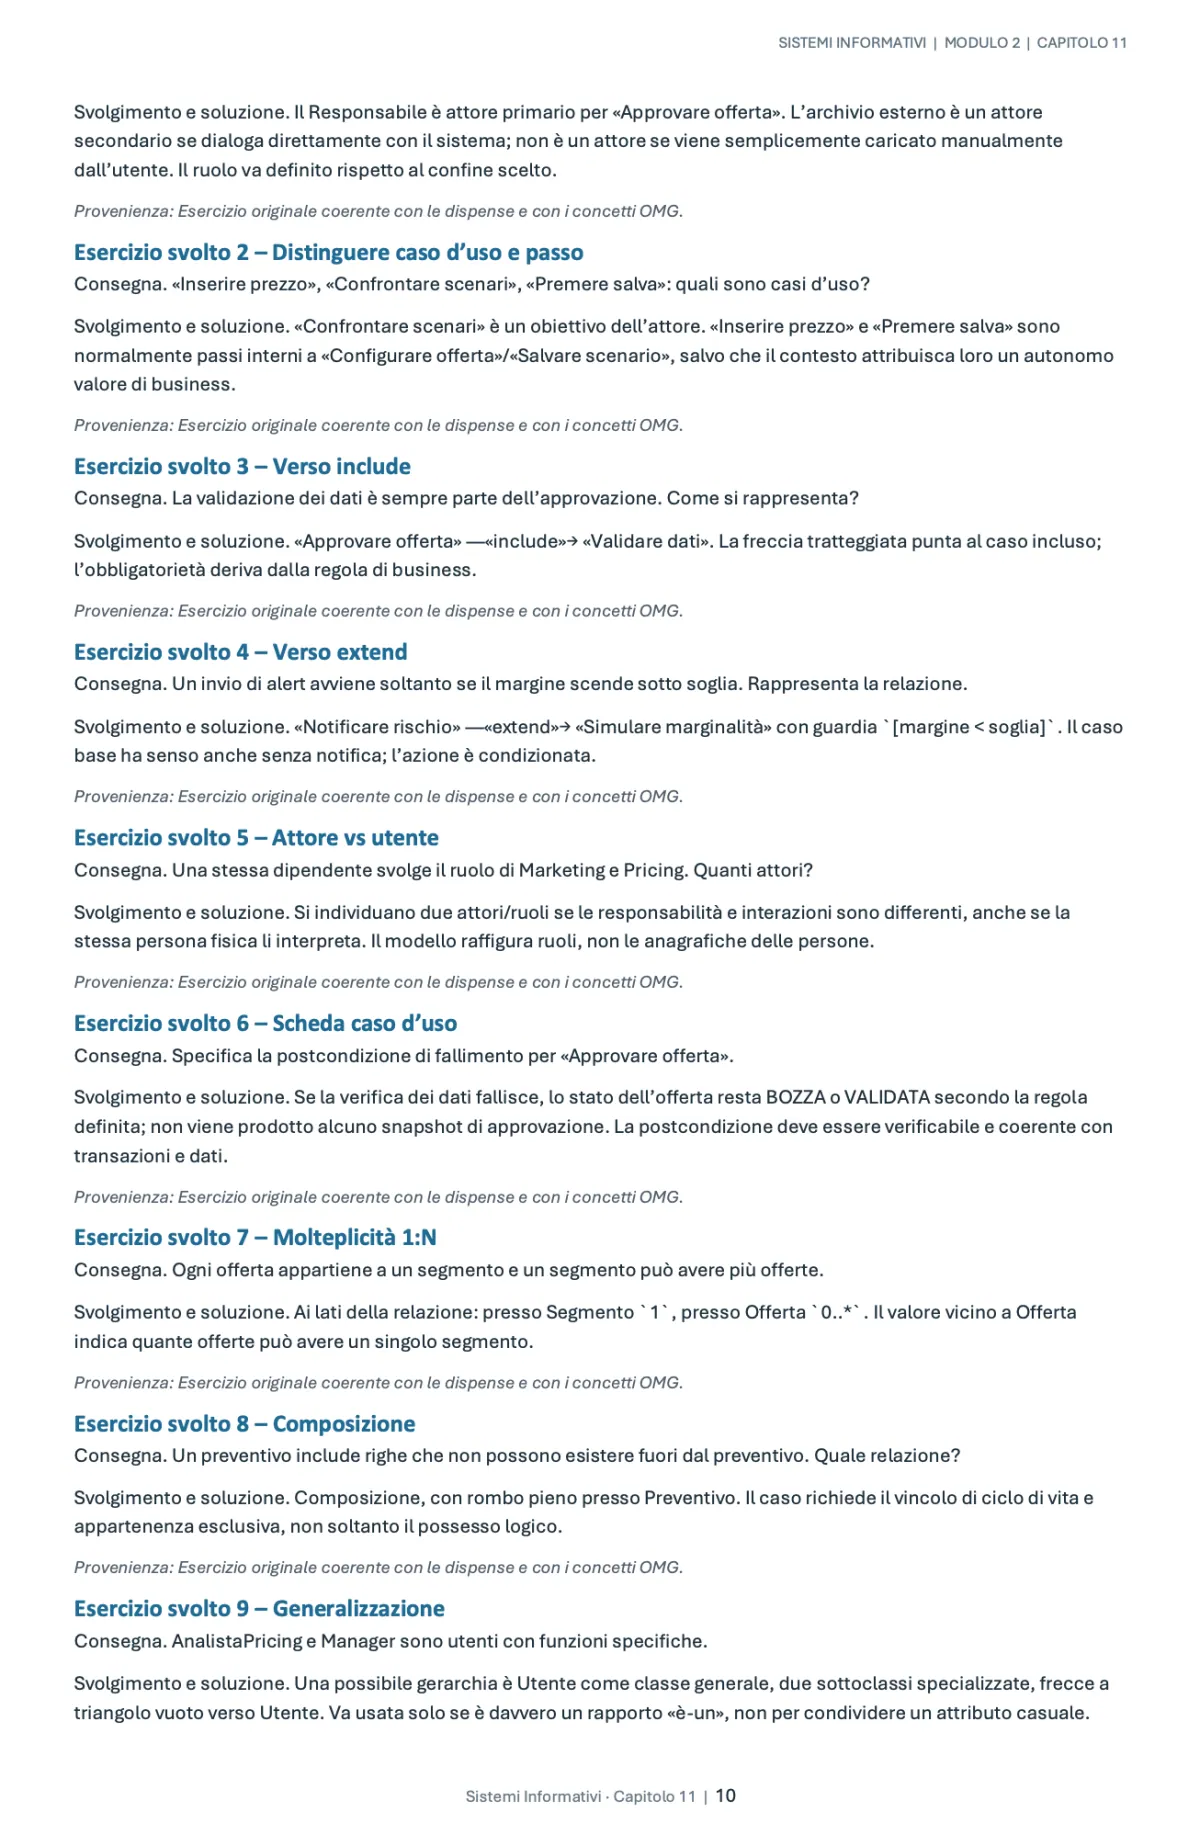 SISTEMI INFORMATIVI | MODULO 2 | CAPITOLO 11
Svolgimento e soluzione. Il Responsabile è attore primario per «Approvare offerta». L’archivio esterno è un attore
secondario se dialoga direttamente con il sistema; non è un attore se viene semplicemente caricato manualmente
dall’utente. Il ruolo va definito rispetto al confine scelto.
Provenienza: Esercizio originale coerente con le dispense e con i concetti OMG.
Esercizio svolto 2 – Distinguere caso d’uso e passo
Consegna. «Inserire prezzo», «Confrontare scenari», «Premere salva»: quali sono casi d’uso?
Svolgimento e soluzione. «Confrontare scenari» è un obiettivo dell’attore. «Inserire prezzo» e «Premere salva» sono
normalmente passi interni a «Configurare offerta»/«Salvare scenario», salvo che il contesto attribuisca loro un autonomo
valore di business.
Provenienza: Esercizio originale coerente con le dispense e con i concetti OMG.
Esercizio svolto 3 – Verso include
Consegna. La validazione dei dati è sempre parte dell’approvazione. Come si rappresenta?
Svolgimento e soluzione. «Approvare offerta» —«include»→ «Validare dati». La freccia tratteggiata punta al caso incluso;
l’obbligatorietà deriva dalla regola di business.
Provenienza: Esercizio originale coerente con le dispense e con i concetti OMG.
Esercizio svolto 4 – Verso extend
Consegna. Un invio di alert avviene soltanto se il margine scende sotto soglia. Rappresenta la relazione.
Svolgimento e soluzione. «Notificare rischio» —«extend»→ «Simulare marginalità» con guardia `[margine < soglia]`. Il caso
base ha senso anche senza notifica; l’azione è condizionata.
Provenienza: Esercizio originale coerente con le dispense e con i concetti OMG.
Esercizio svolto 5 – Attore vs utente
Consegna. Una stessa dipendente svolge il ruolo di Marketing e Pricing. Quanti attori?
Svolgimento e soluzione. Si individuano due attori/ruoli se le responsabilità e interazioni sono differenti, anche se la
stessa persona fisica li interpreta. Il modello raffigura ruoli, non le anagrafiche delle persone.
Provenienza: Esercizio originale coerente con le dispense e con i concetti OMG.
Esercizio svolto 6 – Scheda caso d’uso
Consegna. Specifica la postcondizione di fallimento per «Approvare offerta».
Svolgimento e soluzione. Se la verifica dei dati fallisce, lo stato dell’offerta resta BOZZA o VALIDATA secondo la regola
definita; non viene prodotto alcuno snapshot di approvazione. La postcondizione deve essere verificabile e coerente con
transazioni e dati.
Provenienza: Esercizio originale coerente con le dispense e con i concetti OMG.
Esercizio svolto 7 – Molteplicità 1:N
Consegna. Ogni offerta appartiene a un segmento e un segmento può avere più offerte.
Svolgimento e soluzione. Ai lati della relazione: presso Segmento `1`, presso Offerta `0..*`. Il valore vicino a Offerta
indica quante offerte può avere un singolo segmento.
Provenienza: Esercizio originale coerente con le dispense e con i concetti OMG.
Esercizio svolto 8 – Composizione
Consegna. Un preventivo include righe che non possono esistere fuori dal preventivo. Quale relazione?
Svolgimento e soluzione. Composizione, con rombo pieno presso Preventivo. Il caso richiede il vincolo di ciclo di vita e
appartenenza esclusiva, non soltanto il possesso logico.
Provenienza: Esercizio originale coerente con le dispense e con i concetti OMG.
Esercizio svolto 9 – Generalizzazione
Consegna. AnalistaPricing e Manager sono utenti con funzioni specifiche.
Svolgimento e soluzione. Una possibile gerarchia è Utente come classe generale, due sottoclassi specializzate, frecce a
triangolo vuoto verso Utente. Va usata solo se è davvero un rapporto «è-un», non per condividere un attributo casuale.
Sistemi Informativi · Capitolo 11 | 10